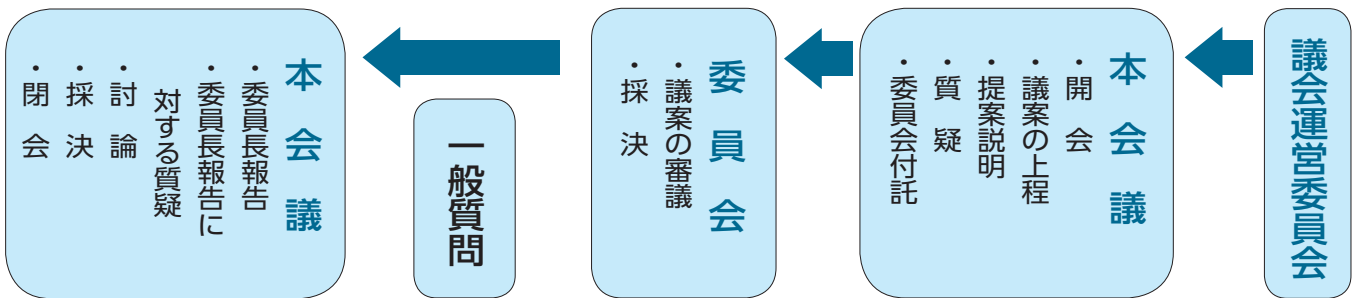 議会運営委員会
本会議
・開会
・議案の上程
・提案説明
・質疑
・委員会付託
委員会
・議案の審議
・採決
一般質問
本会議
・委員長報告
・委員長報告に
対する質疑
・討論
・採決
・閉会